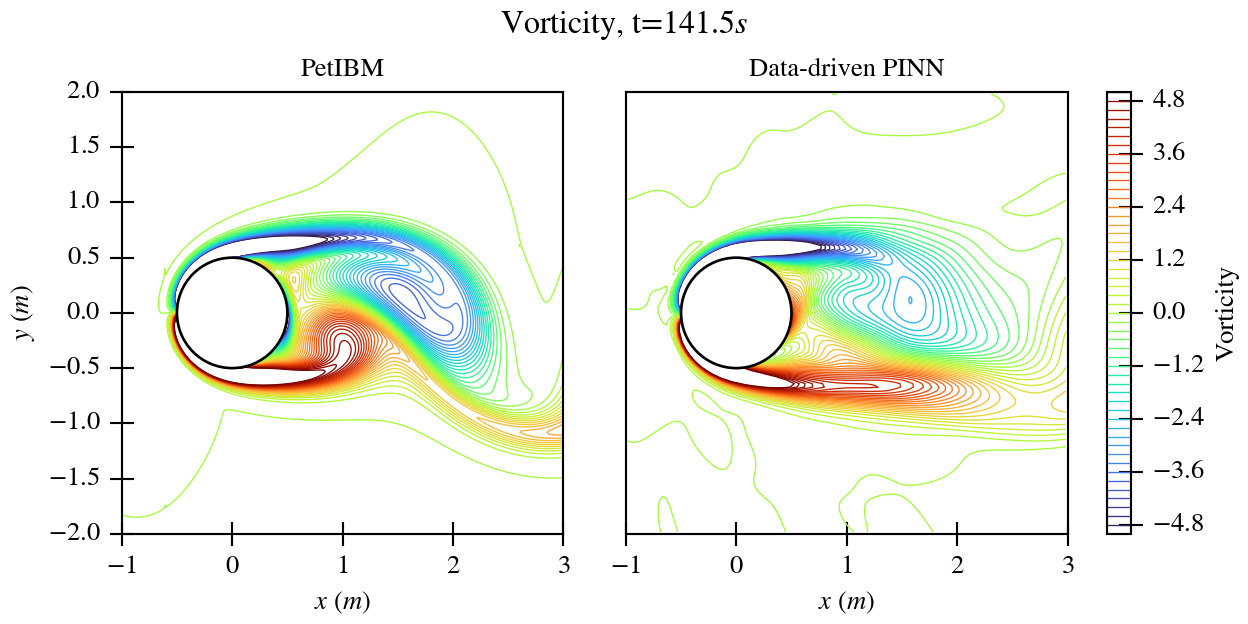 Vorticity, t=141.5s
PetIBM
Data-driven PINN
2.0
1.5
1.0
0.5
0.0
−0.5
−1.0
−1.5
−2.0
y (m)
−1 0 1 2 3
x (m)
−1 0 1 2 3
x (m)
4.8
3.6
2.4
1.2
0.0
−1.2
−2.4
−3.6
−4.8
Vorticity